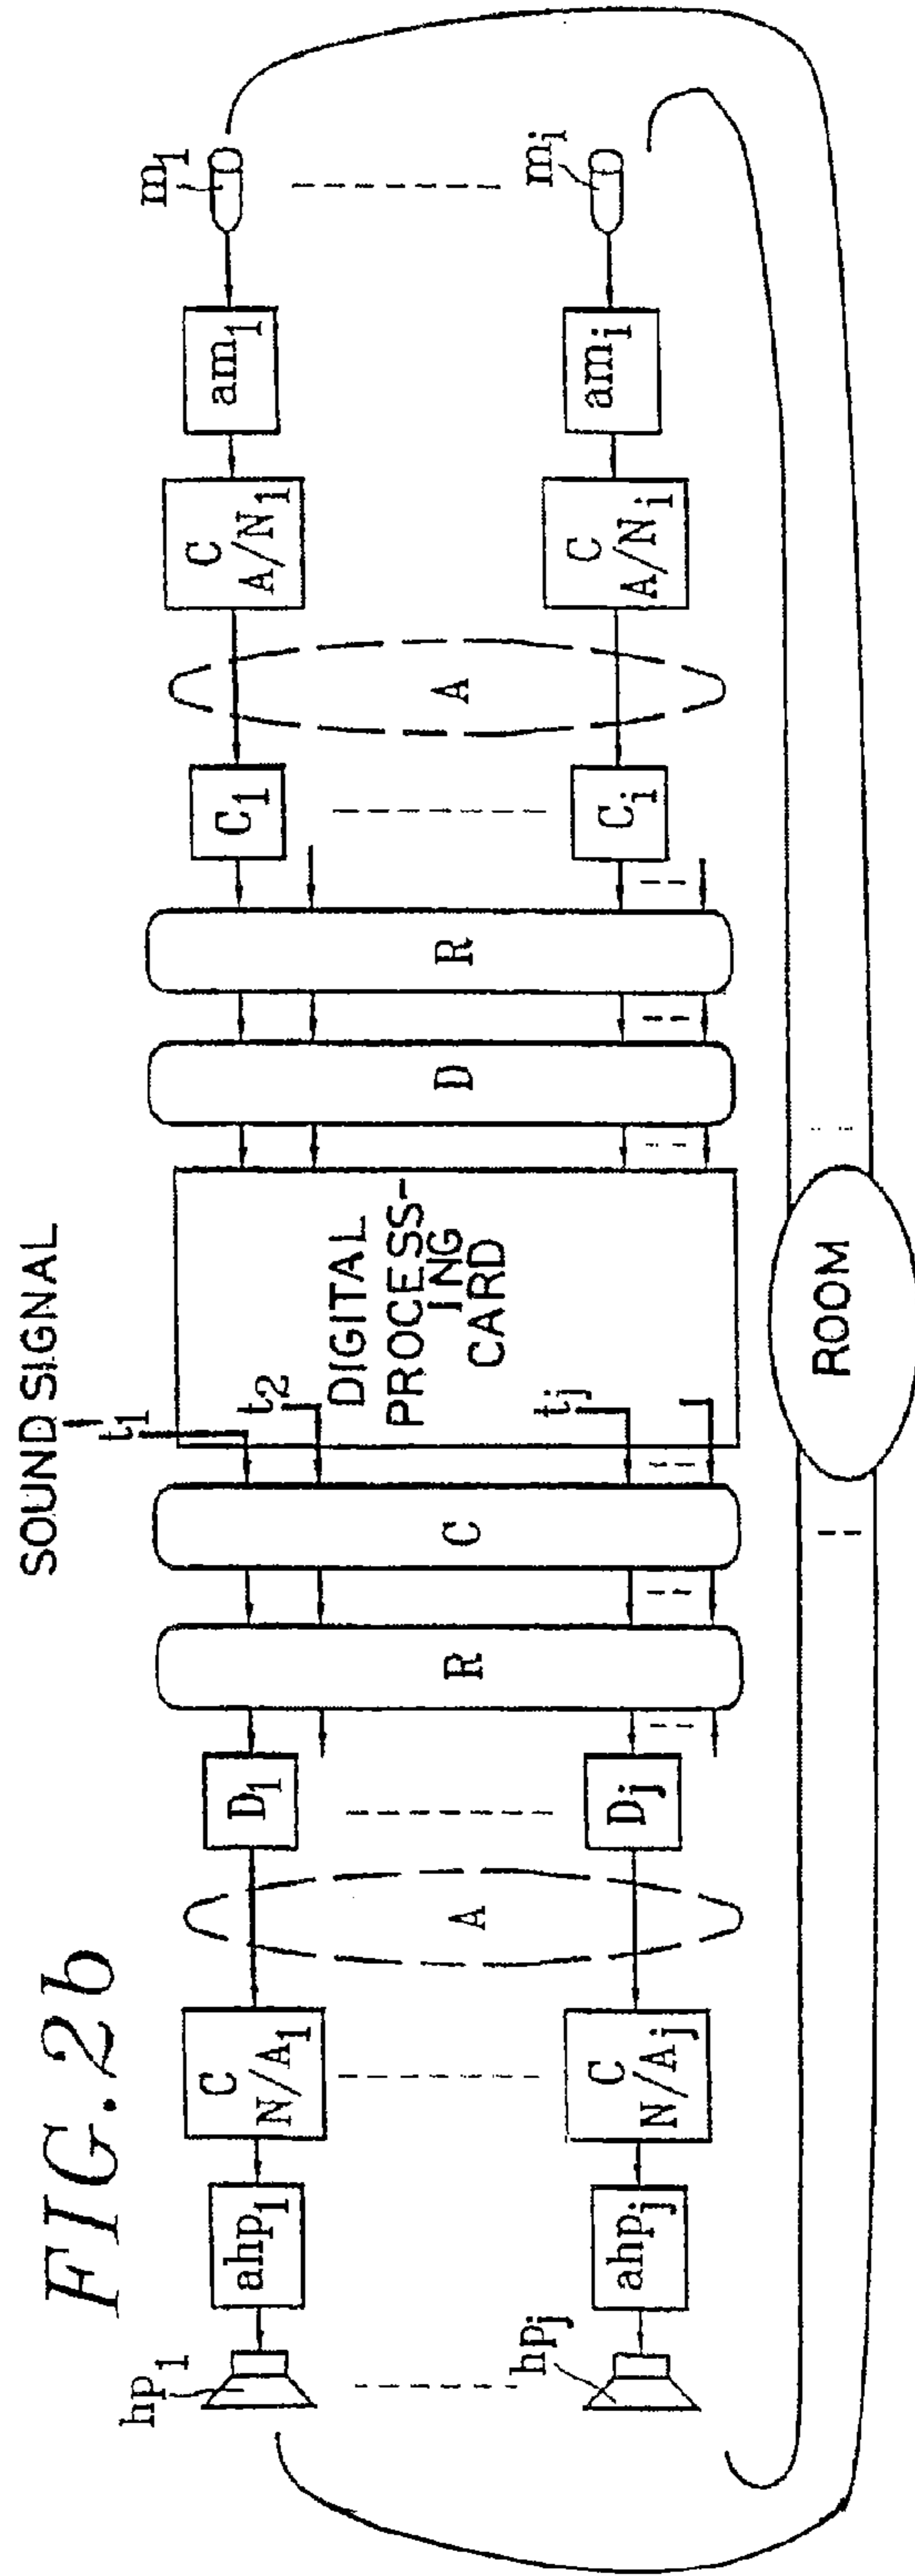 FIG.2b
SOUND SIGNAL
hp1
ahp1
C
N/A1
A
D1
R
C
t1
t2
DIGITAL
PROCESS-
ING
CARD
tj
D
R
C1
A
C
A/N1
am1
m1
hpj
ahpj
C
N/Aj
Dj
Ci
C
A/Ni
ami
mi
ROOM